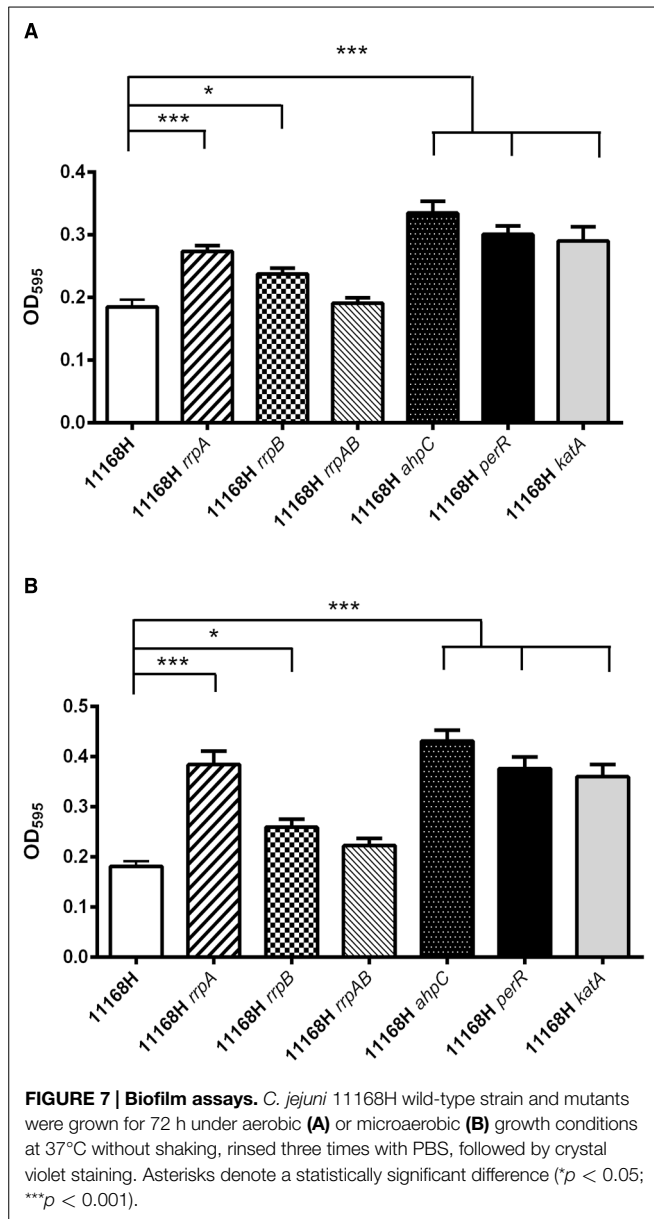 A
***
*
***
0.4
0.3
0.2
0.1
0.0
OD595
11168H
11168H rrpA
11168H rrpB
11168H rrpAB
11168H ahpC
11168H perR
11168H katA
B
***
*
***
0.5
0.4
0.3
0.2
0.1
0.0
OD595
11168H
11168H rrpA
11168H rrpB
11168H rrpAB
11168H ahpC
11168H perR
11168H katA
FIGURE 7 | Biofilm assays. C. jejuni 11168H wild-type strain and mutants
were grown for 72 h under aerobic (A) or microaerobic (B) growth conditions
at 37°C without shaking, rinsed three times with PBS, followed by crystal
violet staining. Asterisks denote a statistically significant difference (*p < 0.05;
***p < 0.001).